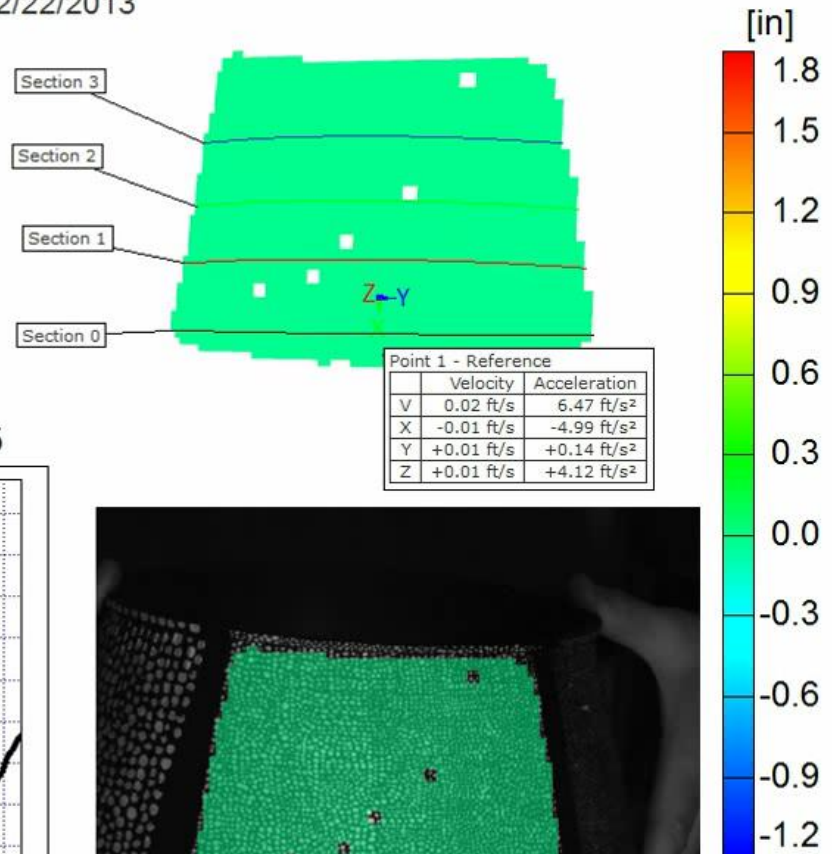 2/22/2013
[in]
1.8
1.5
1.2
0.9
0.6
0.3
0.0
-0.3
-0.6
-0.9
-1.2
Section 3
Section 2
Section 1
Section 0
Z Y
X
Point 1 - Reference
Velocity Acceleration
V 0.02 ft/s 6.47 ft/s²
X -0.01 ft/s -4.99 ft/s²
Y +0.01 ft/s +0.14 ft/s²
Z +0.01 ft/s +4.12 ft/s²